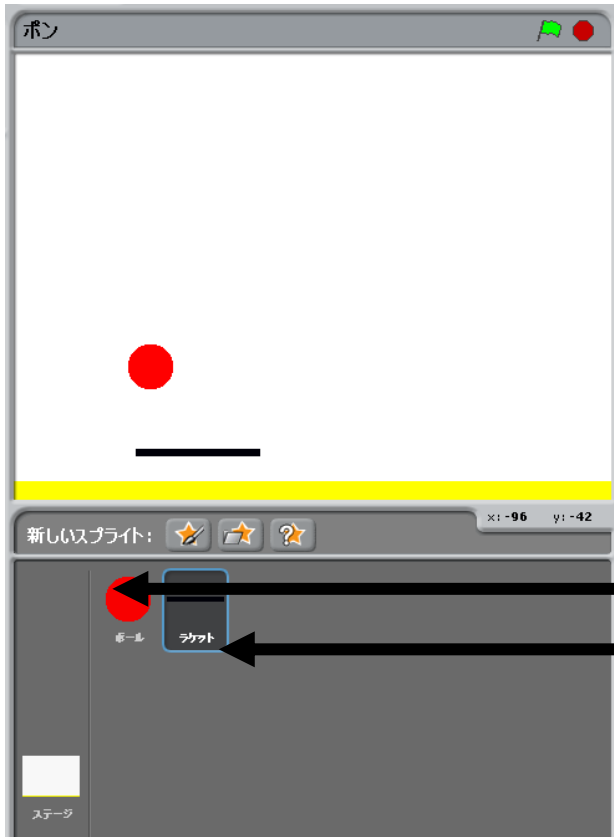 ポン
x: -96 y: -42
新しいスプライト:
ボール
ラケット
ステージ